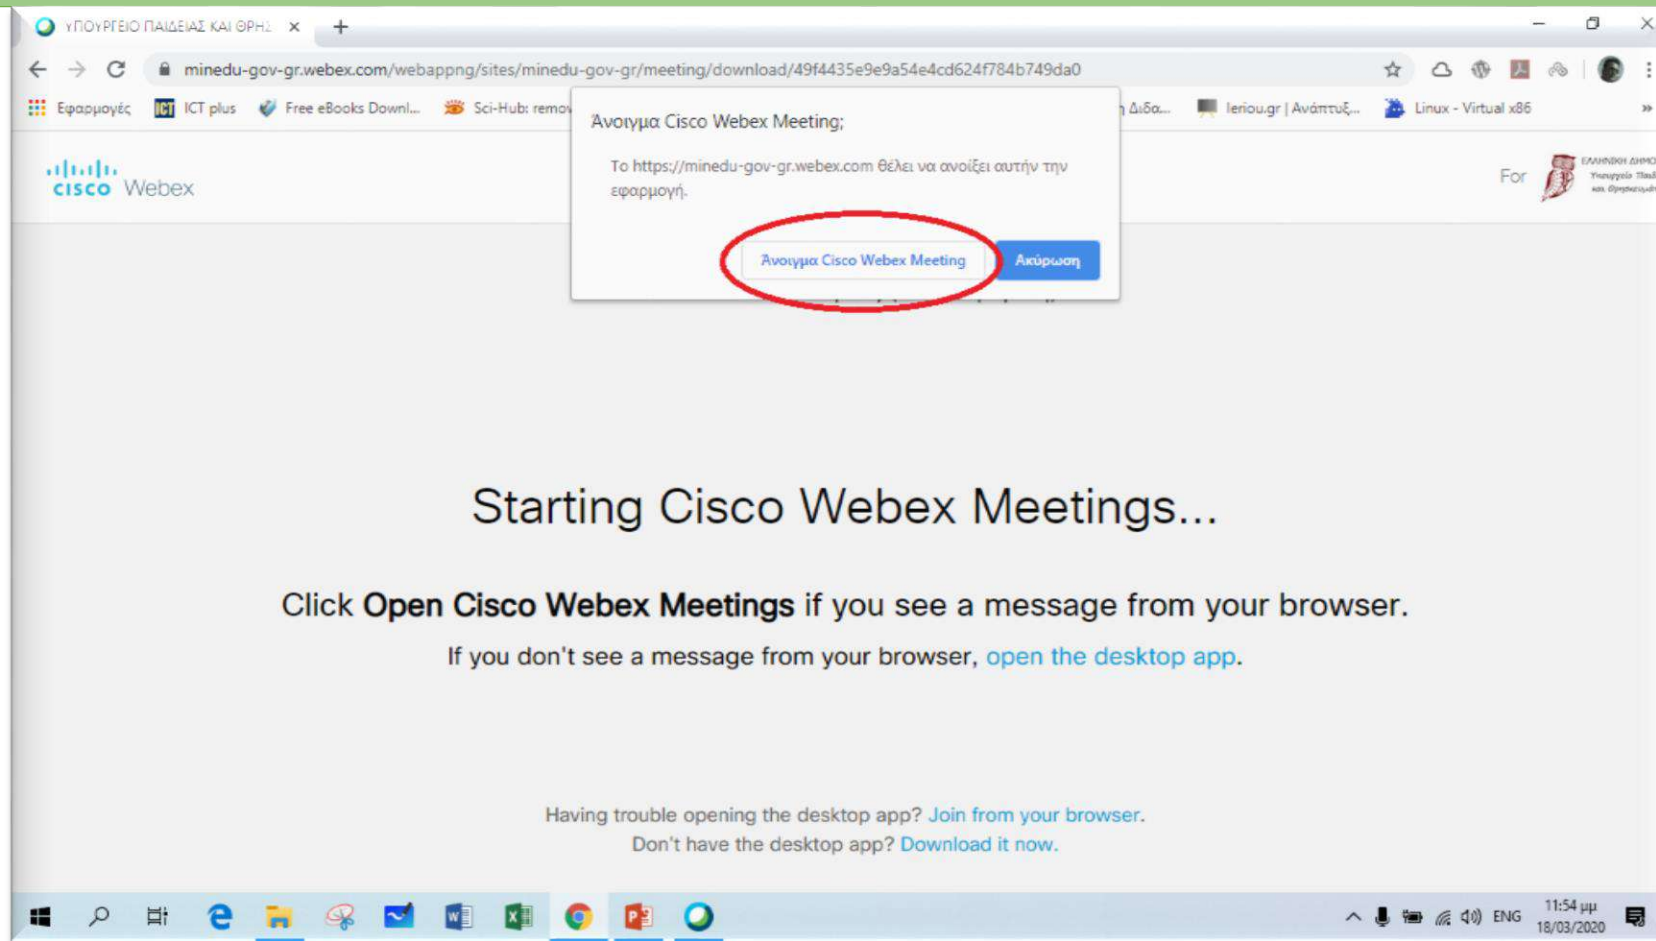 ΥΠΟΥΡΓΕΙΟ ΠΑΙΔΕΙΑΣ ΚΑΙ ΘΡΗΣ
minedu-gov-gr.webex.com/webappng/sites/minedu-gov-gr/meeting/download/49f4435e9e9a54e4cd624f784b749da0
Εφαρμογές ICT plus Free eBooks Downl... Sci-Hub: remov Διδα... Ieriou.gr | Ανάπτυξ... Linux - Virtual x86 »
Άνοιγμα Cisco Webex Meeting;
Το https://minedu-gov-gr.webex.com θέλει να ανοίξει αυτήν την
εφαρμογή.
Άνοιγμα Cisco Webex Meeting Ακύρωση
CISCO Webex
For
ΕΛΛΗΝΙΚΗ ΔΗΜΟ
Starting Cisco Webex Meetings...
Click Open Cisco Webex Meetings if you see a message from your browser.
If you don't see a message from your browser, open the desktop app.
Having trouble opening the desktop app? Join from your browser.
Don't have the desktop app? Download it now.
ENG
11:54 μμ
18/03/2020